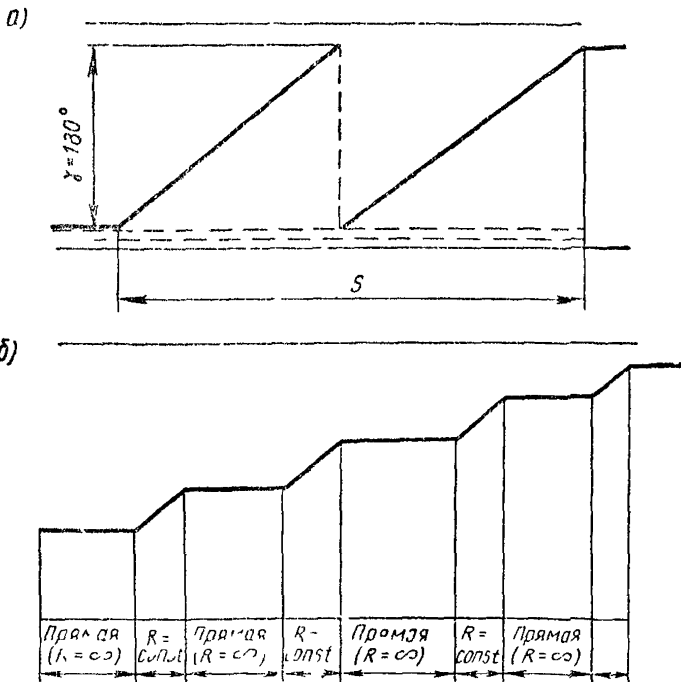 а)
γ=180°
S
б)
Прямая (R=∞)
R= const
Прямая (R=∞)
R= const
Прямая (R=∞)
R= const
Прямая (R=∞)